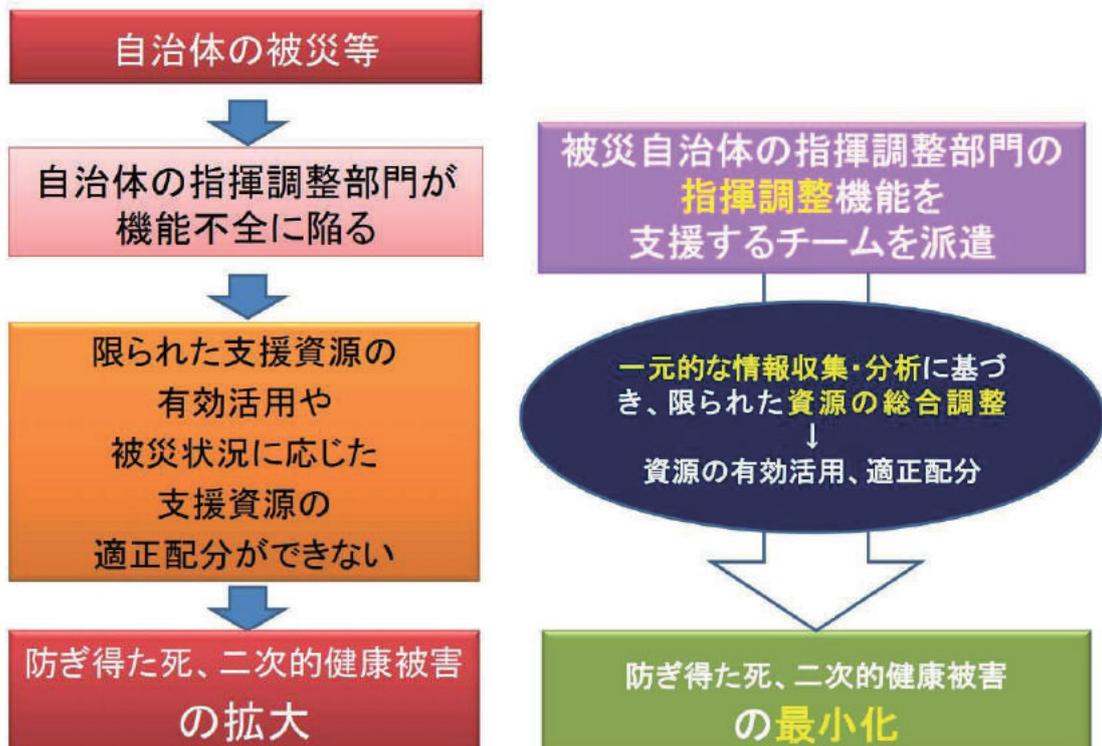 自治体の被災等
自治体の指揮調整部門が
機能不全に陥る
限られた支援資源の
有効活用や
被災状況に応じた
支援資源の
適正配分ができない
防ぎ得た死、二次的健康被害
の拡大
被災自治体の指揮調整部門の
指揮調整機能を
支援するチームを派遣
一元的な情報収集・分析に基づ
き、限られた資源の総合調整
↓
資源の有効活用、適正配分
防ぎ得た死、二次的健康被害
の最小化